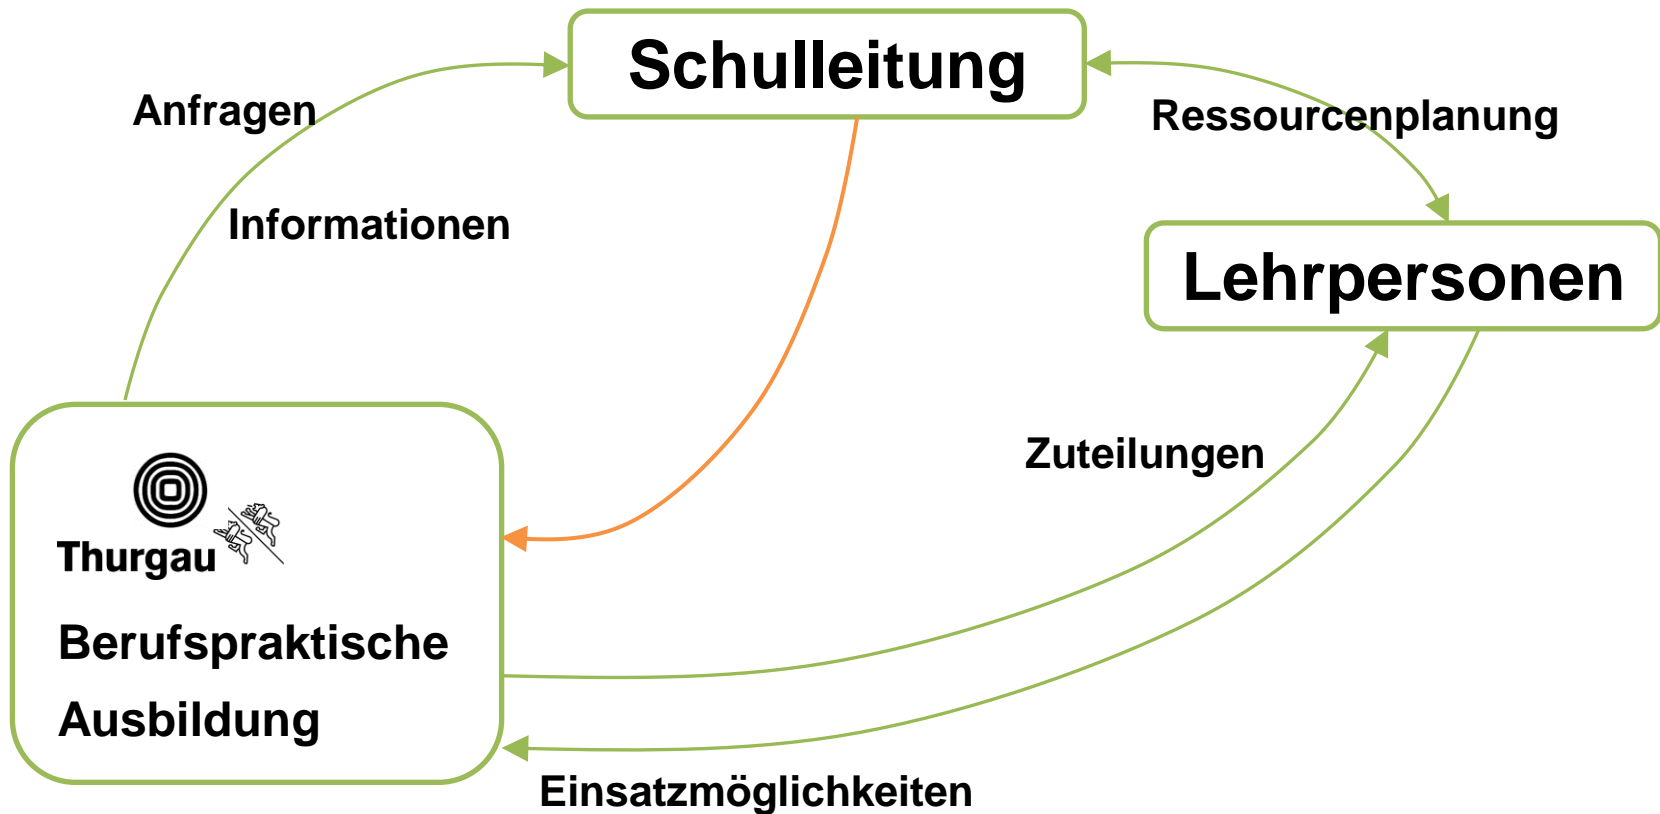 Schulleitung
Anfragen
Ressourcenplanung
Informationen
Lehrpersonen
Zuteilungen
Thurgau
Berufspraktische
Ausbildung
Einsatzmöglichkeiten